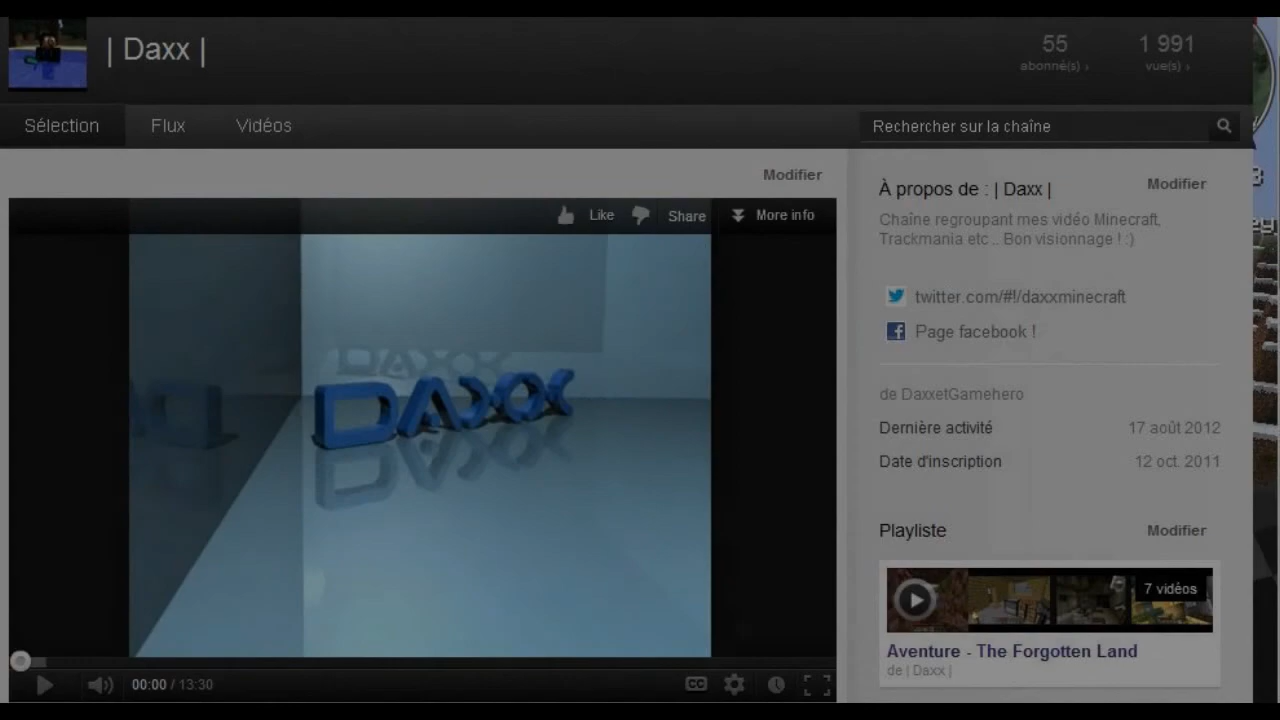 | Daxx |
55
abonné(s) ›
1 991
vue(s) ›
Sélection
Flux
Vidéos
Rechercher sur la chaîne
Modifier
Like
Share
More info
DAXX
00:00 / 13:30
CC
À propos de : | Daxx |
Modifier
Chaîne regroupant mes vidéo Minecraft,
Trackmania etc .. Bon visionnage ! :)
twitter.com/#!/daxxminecraft
Page facebook !
de DaxxetGamehero
Dernière activité
17 août 2012
Date d'inscription
12 oct. 2011
Playliste
Modifier
7 vidéos
Aventure - The Forgotten Land
de | Daxx |